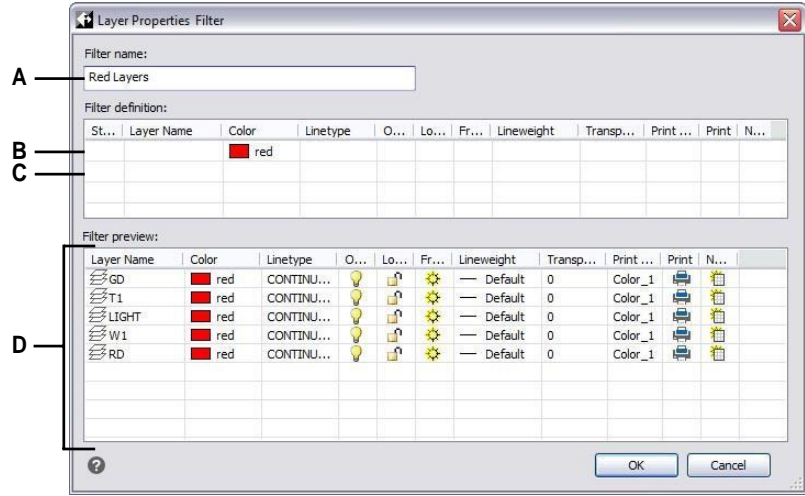 Layer Properties Filter
Filter name:
A
Red Layers
Filter definition:
St... Layer Name Color Linetype O... Lo... Fr... Lineweight Transp... Print ... Print N...
B
red
C
Filter preview:
Layer Name Color Linetype O... Lo... Fr... Lineweight Transp... Print ... Print N...
GD red CONTINU... Default 0 Color_1
T1 red CONTINU... Default 0 Color_1
LIGHT red CONTINU... Default 0 Color_1
W1 red CONTINU... Default 0 Color_1
D
RD red CONTINU... Default 0 Color_1
? OK Cancel